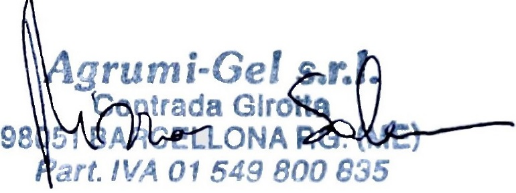 Agrumi-Gel s.r.l.
Contrada Girotta
98051 BARCELLONA P.G. (ME)
Part. IVA 01 549 800 835